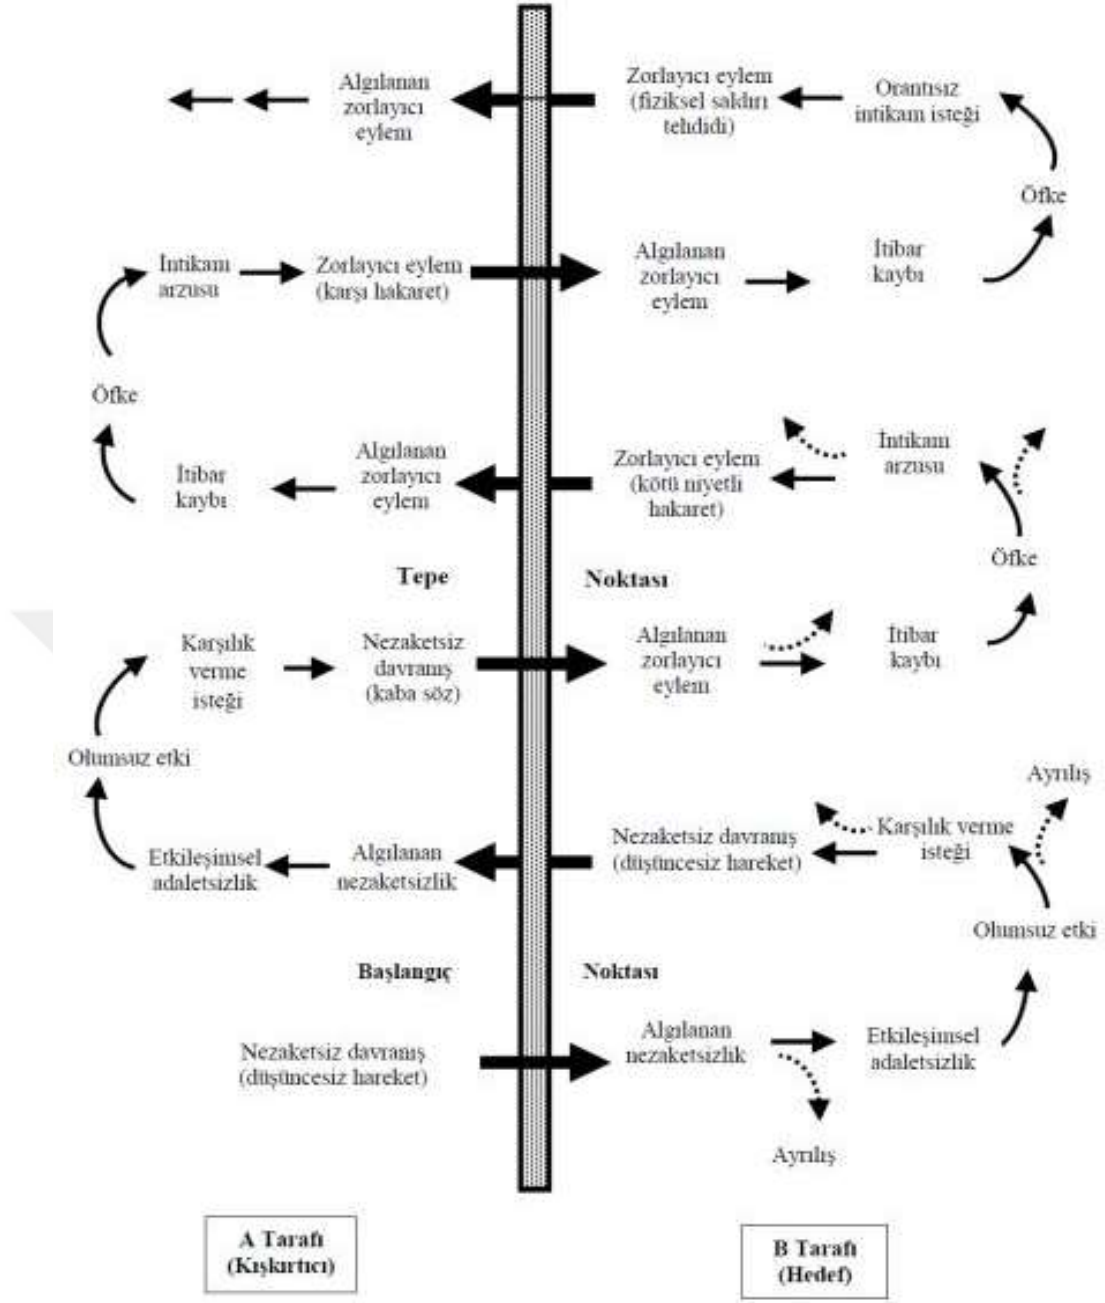 Algılanan
zorlayıcı
eylem
Zorlayıcı eylem
(fiziksel saldırı
tehdidi)
Orantısız
intikam isteği
Öfke
İntikam
arzusu
Zorlayıcı eylem
(karşı hakaret)
Algılanan
zorlayıcı
eylem
İtibar
kaybı
Öfke
İtibar
kaybı
Algılanan
zorlayıcı
eylem
Zorlayıcı eylem
(kötü niyetli
hakaret)
İntikam
arzusu
Öfke
Tepe Noktası
Karşılık
verme
isteği
Nezaketsiz
davranış
(kaba söz)
Algılanan
zorlayıcı
eylem
İtibar
kaybı
Olumsuz etki
Ayrılış
Etkileşimsel
adaletsizlik
Algılanan
nezaketsizlik
Nezaketsiz davranış
(düşüncesiz hareket)
Karşılık verme
isteği
Olumsuz etki
Başlangıç Noktası
Nezaketsiz davranış
(düşüncesiz hareket)
Algılanan
nezaketsizlik
Etkileşimsel
adaletsizlik
Ayrılış
A Tarafı
(Kışkırtıcı)
B Tarafı
(Hedef)